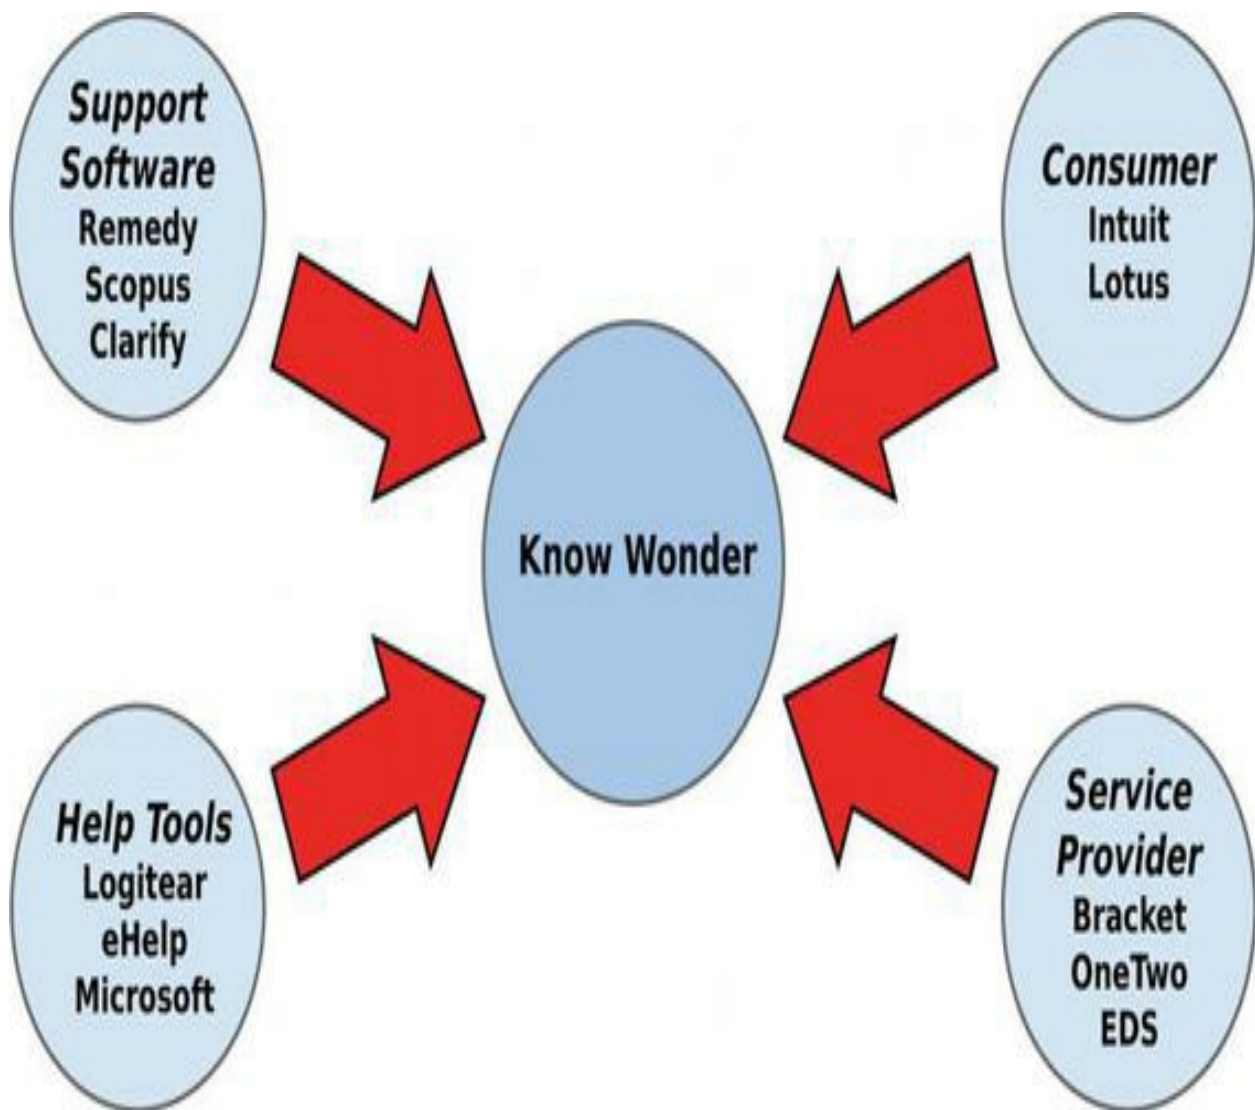 Support
Software
Remedy
Scopus
Clarify
Consumer
Intuit
Lotus
Know Wonder
Help Tools
Logitear
eHelp
Microsoft
Service
Provider
Bracket
OneTwo
EDS